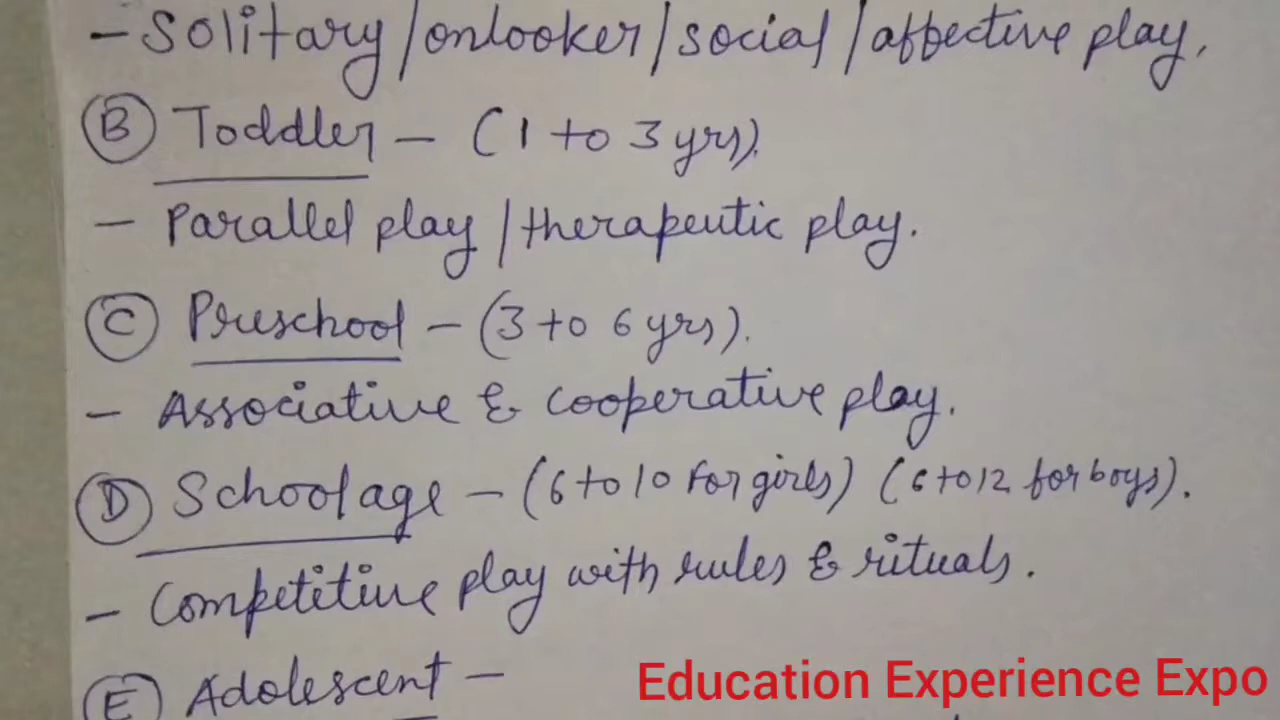 - Solitary/onlooker/social/affective play.
B Toddler - (1 to 3 yrs).
- Parallel play/therapeutic play.
C Preschool - (3 to 6 yrs).
- Associative & cooperative play.
D School age - (6 to 10 for girls) (6 to 12 for boys).
- Competitive play with rules & rituals.
E Adolescent -
Education Experience Expo